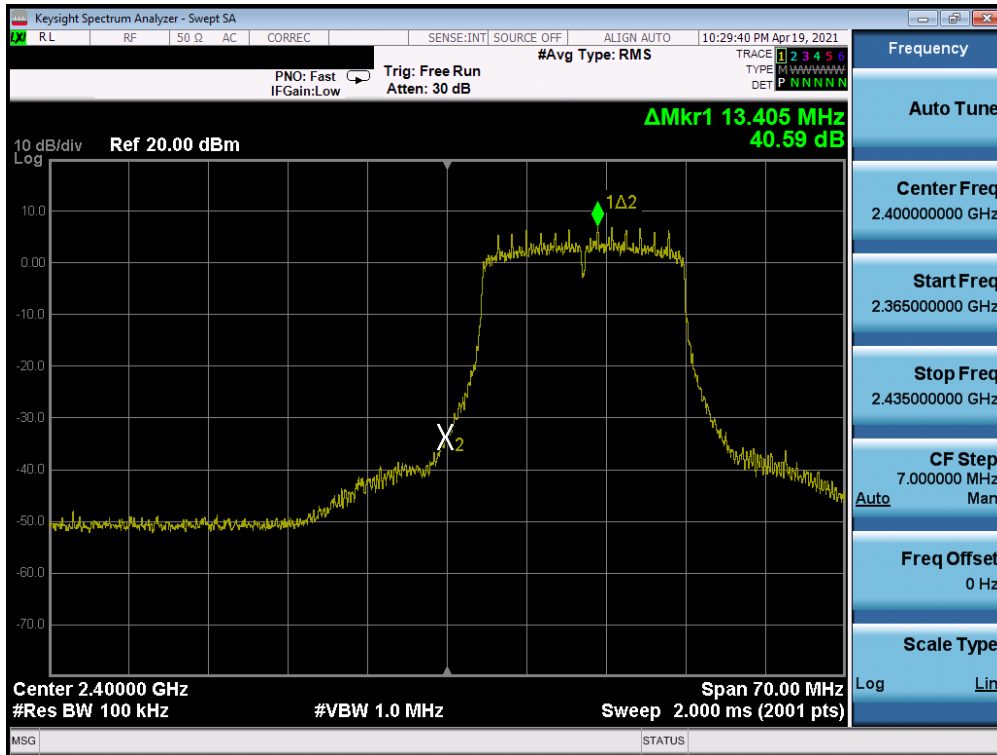 Keysight Spectrum Analyzer - Swept SA
LXI RL RF 50 Ω AC CORREC SENSE:INT SOURCE OFF ALIGN AUTO 10:29:40 PM Apr 19, 2021
PNO: Fast
IFGain:Low
Trig: Free Run
Atten: 30 dB
#Avg Type: RMS
TRACE 1 2 3 4 5 6
TYPE M WWWWW
DET P N N N N N
ΔMkr1 13.405 MHz
40.59 dB
10 dB/div Ref 20.00 dBm
Log
1Δ2
10.0
0.00
-10.0
-20.0
-30.0
X2
-40.0
-50.0
-60.0
-70.0
Center 2.40000 GHz Span 70.00 MHz
#Res BW 100 kHz #VBW 1.0 MHz Sweep 2.000 ms (2001 pts)
MSG STATUS
Frequency
Auto Tune
Center Freq
2.400000000 GHz
Start Freq
2.365000000 GHz
Stop Freq
2.435000000 GHz
CF Step
7.000000 MHz
Auto Man
Freq Offset
0 Hz
Scale Type
Log Lin